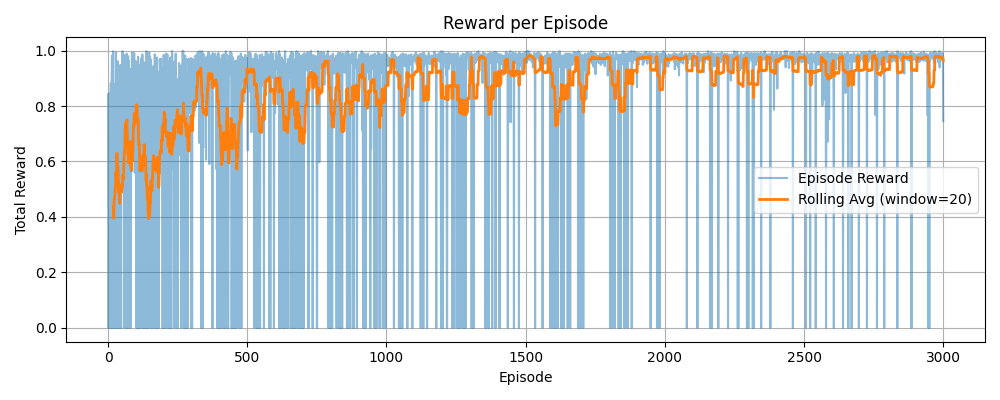 Reward per Episode
Total Reward
1.0
0.8
0.6
0.4
0.2
0.0
Episode Reward
Rolling Avg (window=20)
0
500
1000
1500
2000
2500
3000
Episode